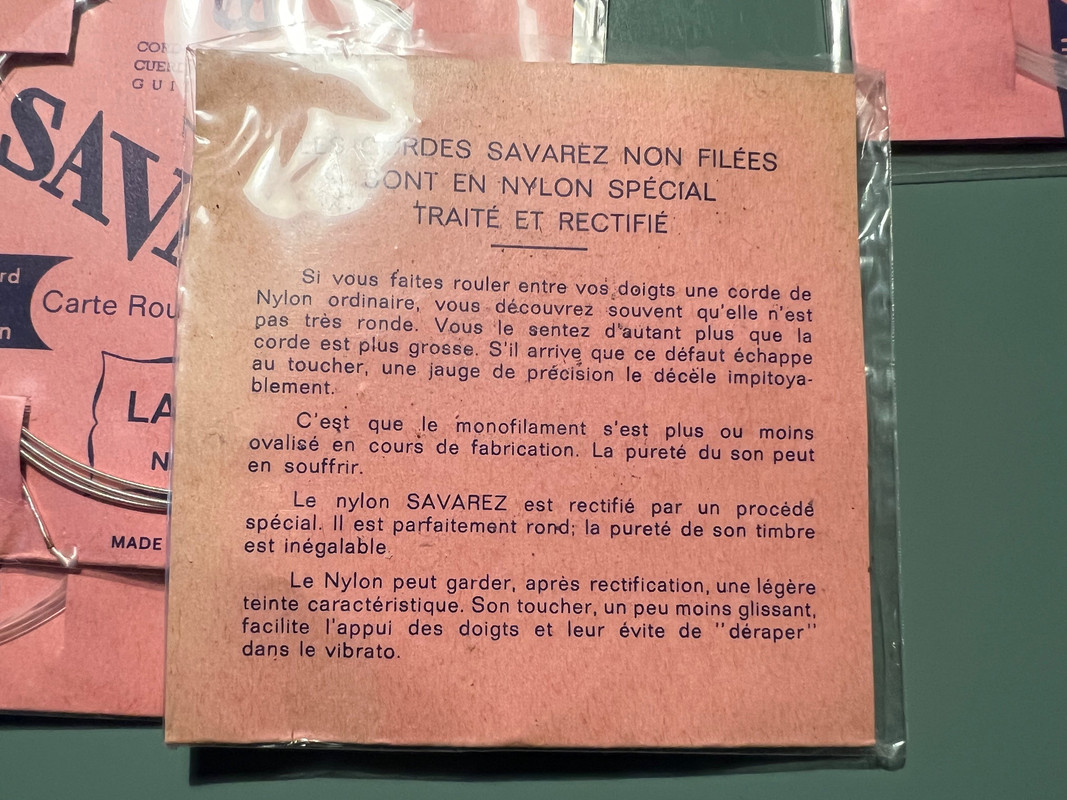 CORD
CUERD
GUI
SAV
rd
Carte Rou
n
LA
N
MADE
LES CORDES SAVAREZ NON FILÉES
SONT EN NYLON SPÉCIAL
TRAITÉ ET RECTIFIÉ
Si vous faites rouler entre vos doigts une corde de
Nylon ordinaire, vous découvrez souvent qu'elle n'est
pas très ronde. Vous le sentez d'autant plus que la
corde est plus grosse. S'il arrive que ce défaut échappe
au toucher, une jauge de précision le décèle impitoya-
blement.
C'est que le monofilament s'est plus ou moins
ovalisé en cours de fabrication. La pureté du son peut
en souffrir.
Le nylon SAVAREZ est rectifié par un procédé
spécial. Il est parfaitement rond; la pureté de son timbre
est inégalable.
Le Nylon peut garder, après rectification, une légère
teinte caractéristique. Son toucher, un peu moins glissant,
facilite l'appui des doigts et leur évite de "déraper"
dans le vibrato.